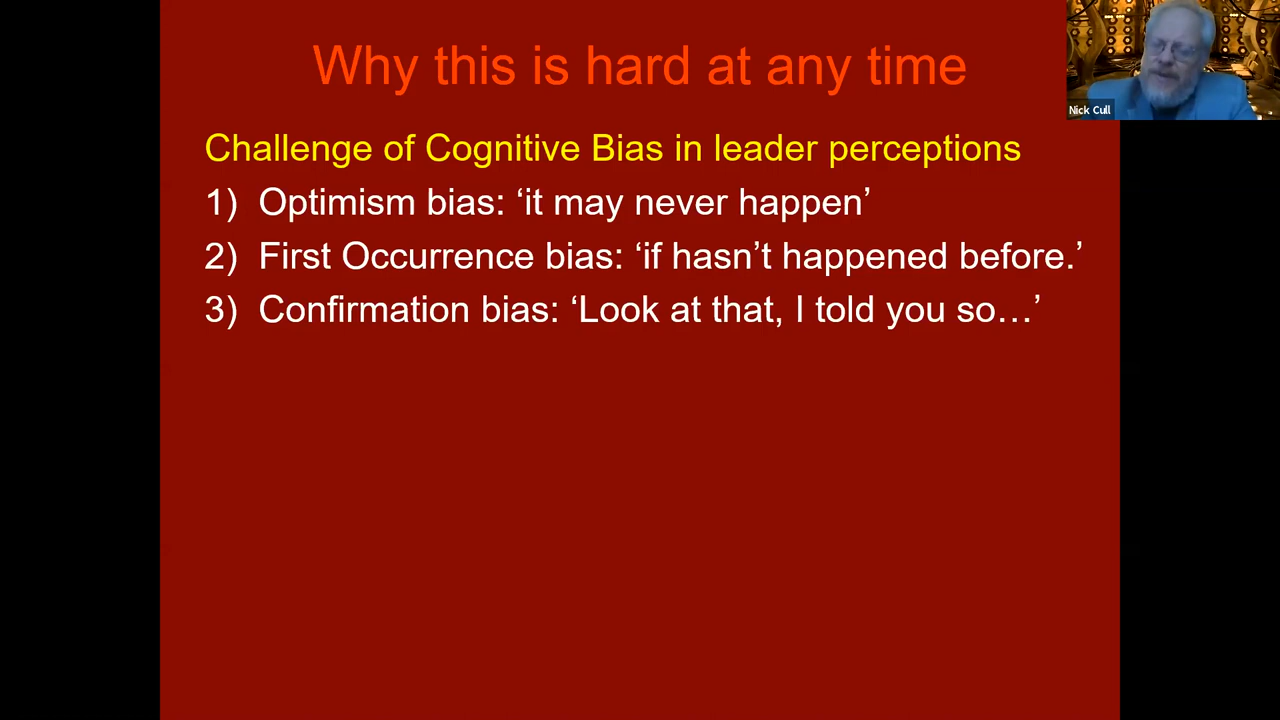 Why this is hard at any time
Nick Cull
Challenge of Cognitive Bias in leader perceptions
1) Optimism bias: ‘it may never happen’
2) First Occurrence bias: ‘if hasn’t happened before.’
3) Confirmation bias: ‘Look at that, I told you so…’